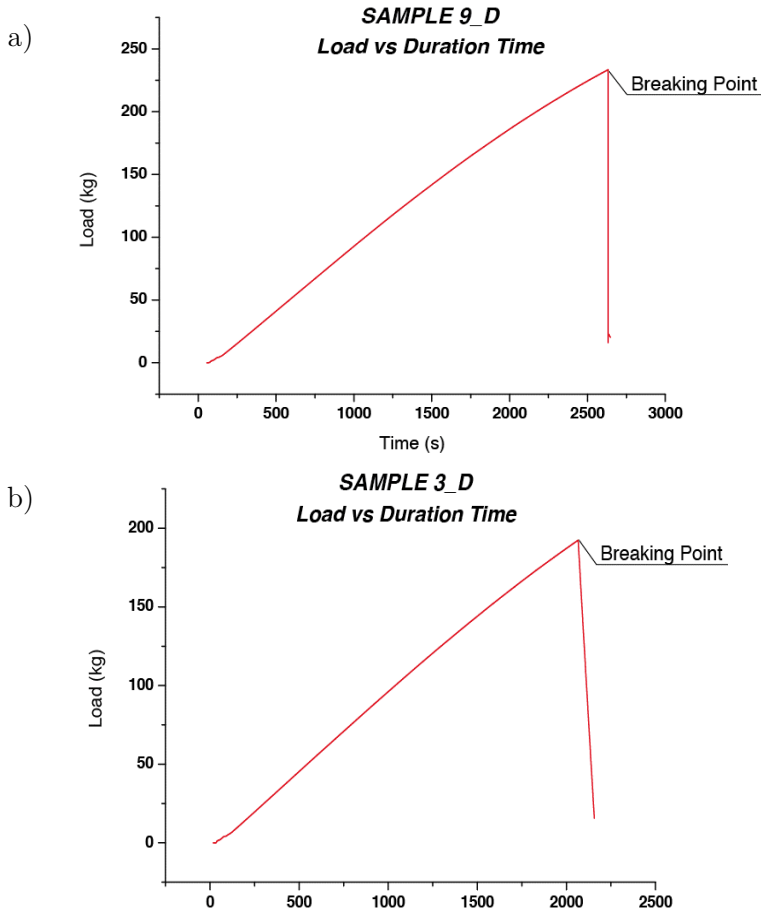 a)
SAMPLE 9_D
Load vs Duration Time
250
200
150
100
50
0
Load (kg)
Breaking Point
0 500 1000 1500 2000 2500 3000
Time (s)
b)
SAMPLE 3_D
Load vs Duration Time
200
150
100
50
0
Load (kg)
Breaking Point
0 500 1000 1500 2000 2500